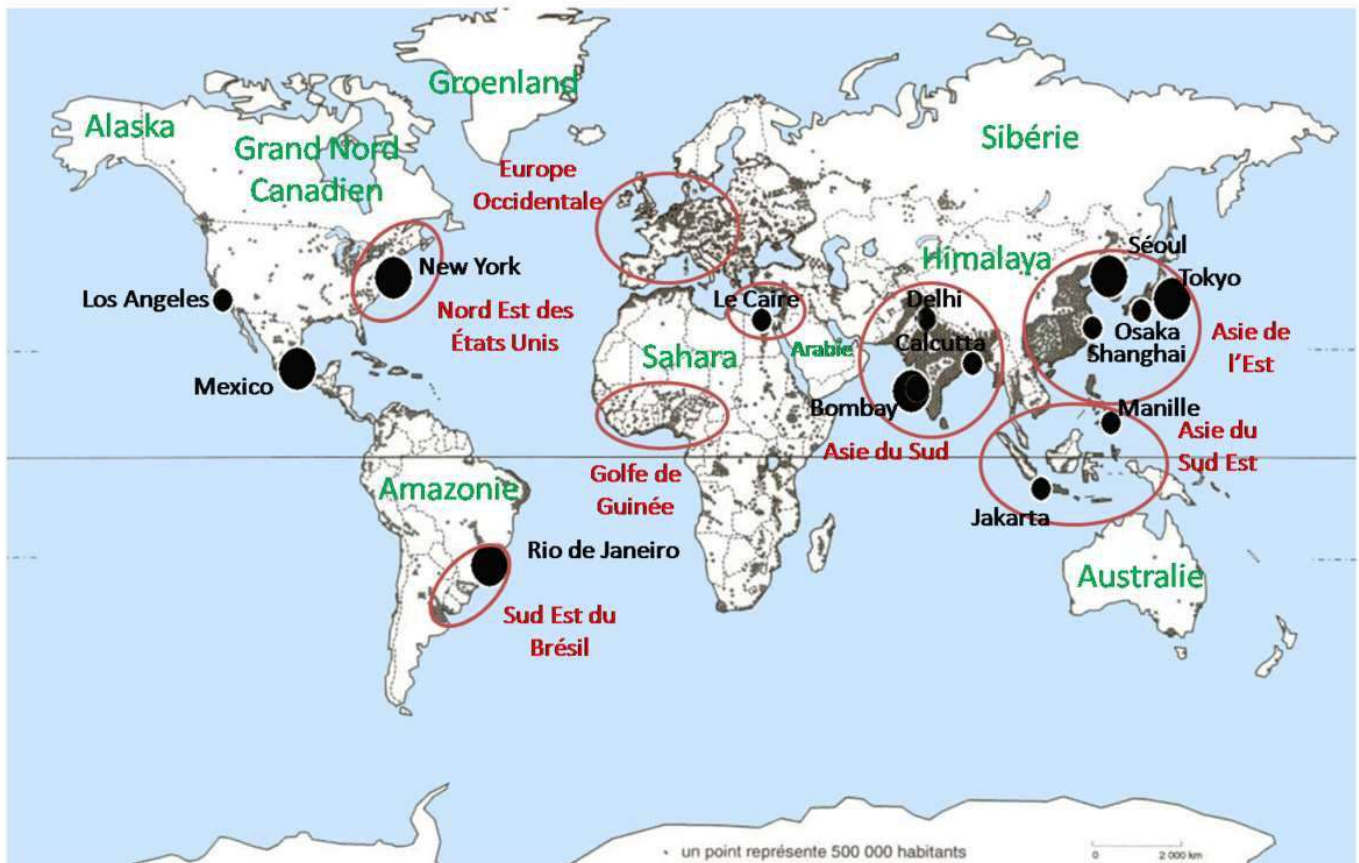 Groenland
Alaska
Grand Nord
Canadien
Sibérie
Europe
Occidentale
Himalaya
Séoul
New York
Los Angeles
Le Caire
Delhi
Tokyo
Nord Est des
États Unis
Sahara
Arabie
Calcutta
Osaka
Shanghai
Asie de
l'Est
Mexico
Bombay
Manille
Asie du Sud
Asie du
Sud Est
Golfe de
Guinée
Amazonie
Jakarta
Rio de Janeiro
Australie
Sud Est du
Brésil
un point représente 500 000 habitants
0 2 000 km